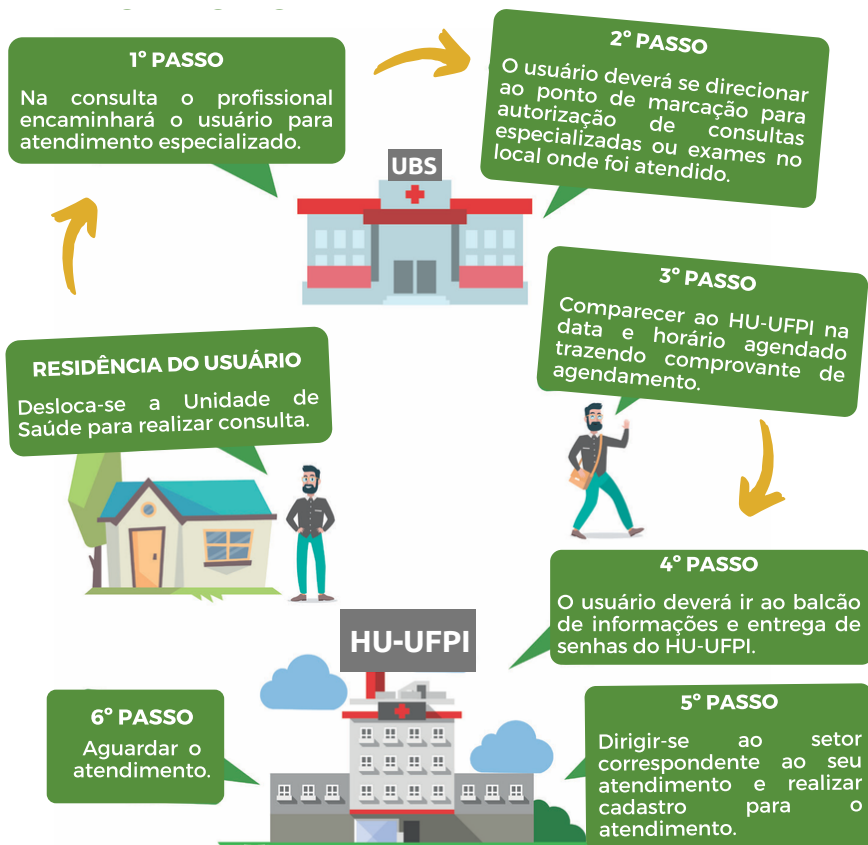 1º PASSO
Na consulta o profissional
encaminhará o usuário para
atendimento especializado.
2º PASSO
O usuário deverá se direcionar
ao ponto de marcação para
autorização de consultas
especializadas ou exames no
local onde foi atendido.
UBS
3º PASSO
Comparecer ao HU-UFPI na
data e horário agendado
trazendo comprovante de
agendamento.
RESIDÊNCIA DO USUÁRIO
Desloca-se a Unidade de
Saúde para realizar consulta.
4º PASSO
O usuário deverá ir ao balcão
de informações e entrega de
senhas do HU-UFPI.
HU-UFPI
5º PASSO
Dirigir-se ao setor
correspondente ao seu
atendimento e realizar
cadastro para o
atendimento.
6º PASSO
Aguardar o
atendimento.